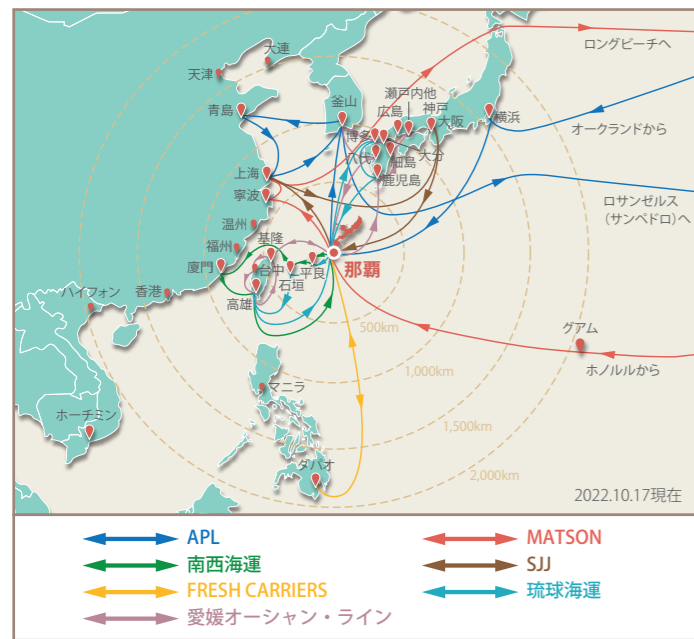 ロングビーチへ
大連
天津
瀬戸内他
釜山
広島
神戸
青島
大阪
横浜
オークランドから
博多
大分
八代
細島
上海
鹿児島
寧波
ロサンゼルス
(サンペドロ)へ
温州
基隆
福州
那覇
厦門
台中
平良
石垣
ハイフォン
香港
高雄
500km
グアム
1,000km
ホノルルから
マニラ
ホーチミン
1,500km
ダバオ
2,000km
2022.10.17現在
APL
MATSON
南西海運
SJJ
FRESH CARRIERS
琉球海運
愛媛オーシャン・ライン